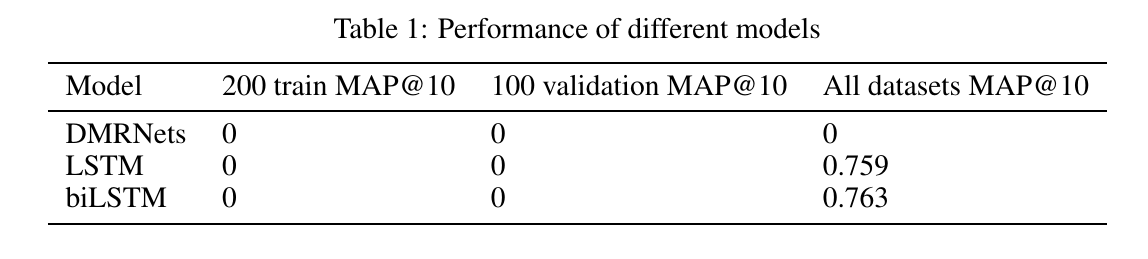 Table 1: Performance of different models
Model 200 train MAP@10 100 validation MAP@10 All datasets MAP@10
DMRNets 0 0 0
LSTM 0 0 0.759
biLSTM 0 0 0.763